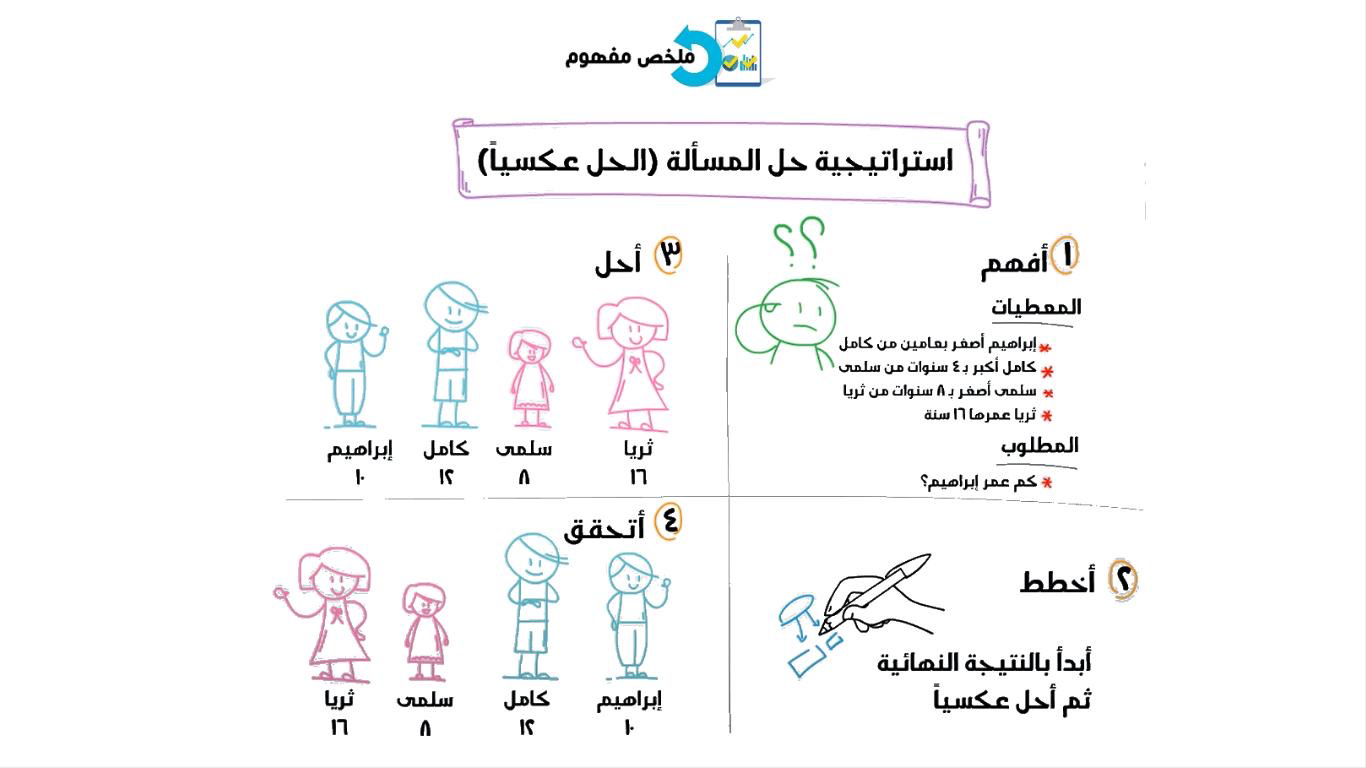 ملخص مفهوم
استراتيجية حل المسألة (الحل عكسياً)
١ أفهم
المعطيات
* إبراهيم أصغر بعامين من كامل
* كامل أكبر بـ ٤ سنوات من سلمى
* سلمى أصغر بـ ٨ سنوات من ثريا
* ثريا عمرها ١٦ سنة
المطلوب
* كم عمر إبراهيم؟
٢ أخطط
أبدأ بالنتيجة النهائية
ثم أحل عكسياً
٣ أحل
ثريا سلمى كامل إبراهيم
١٦ ٨ ١٢ ١٠
٤ أتحقق
إبراهيم كامل سلمى ثريا
١٠ ١٢ ٨ ١٦
؟؟